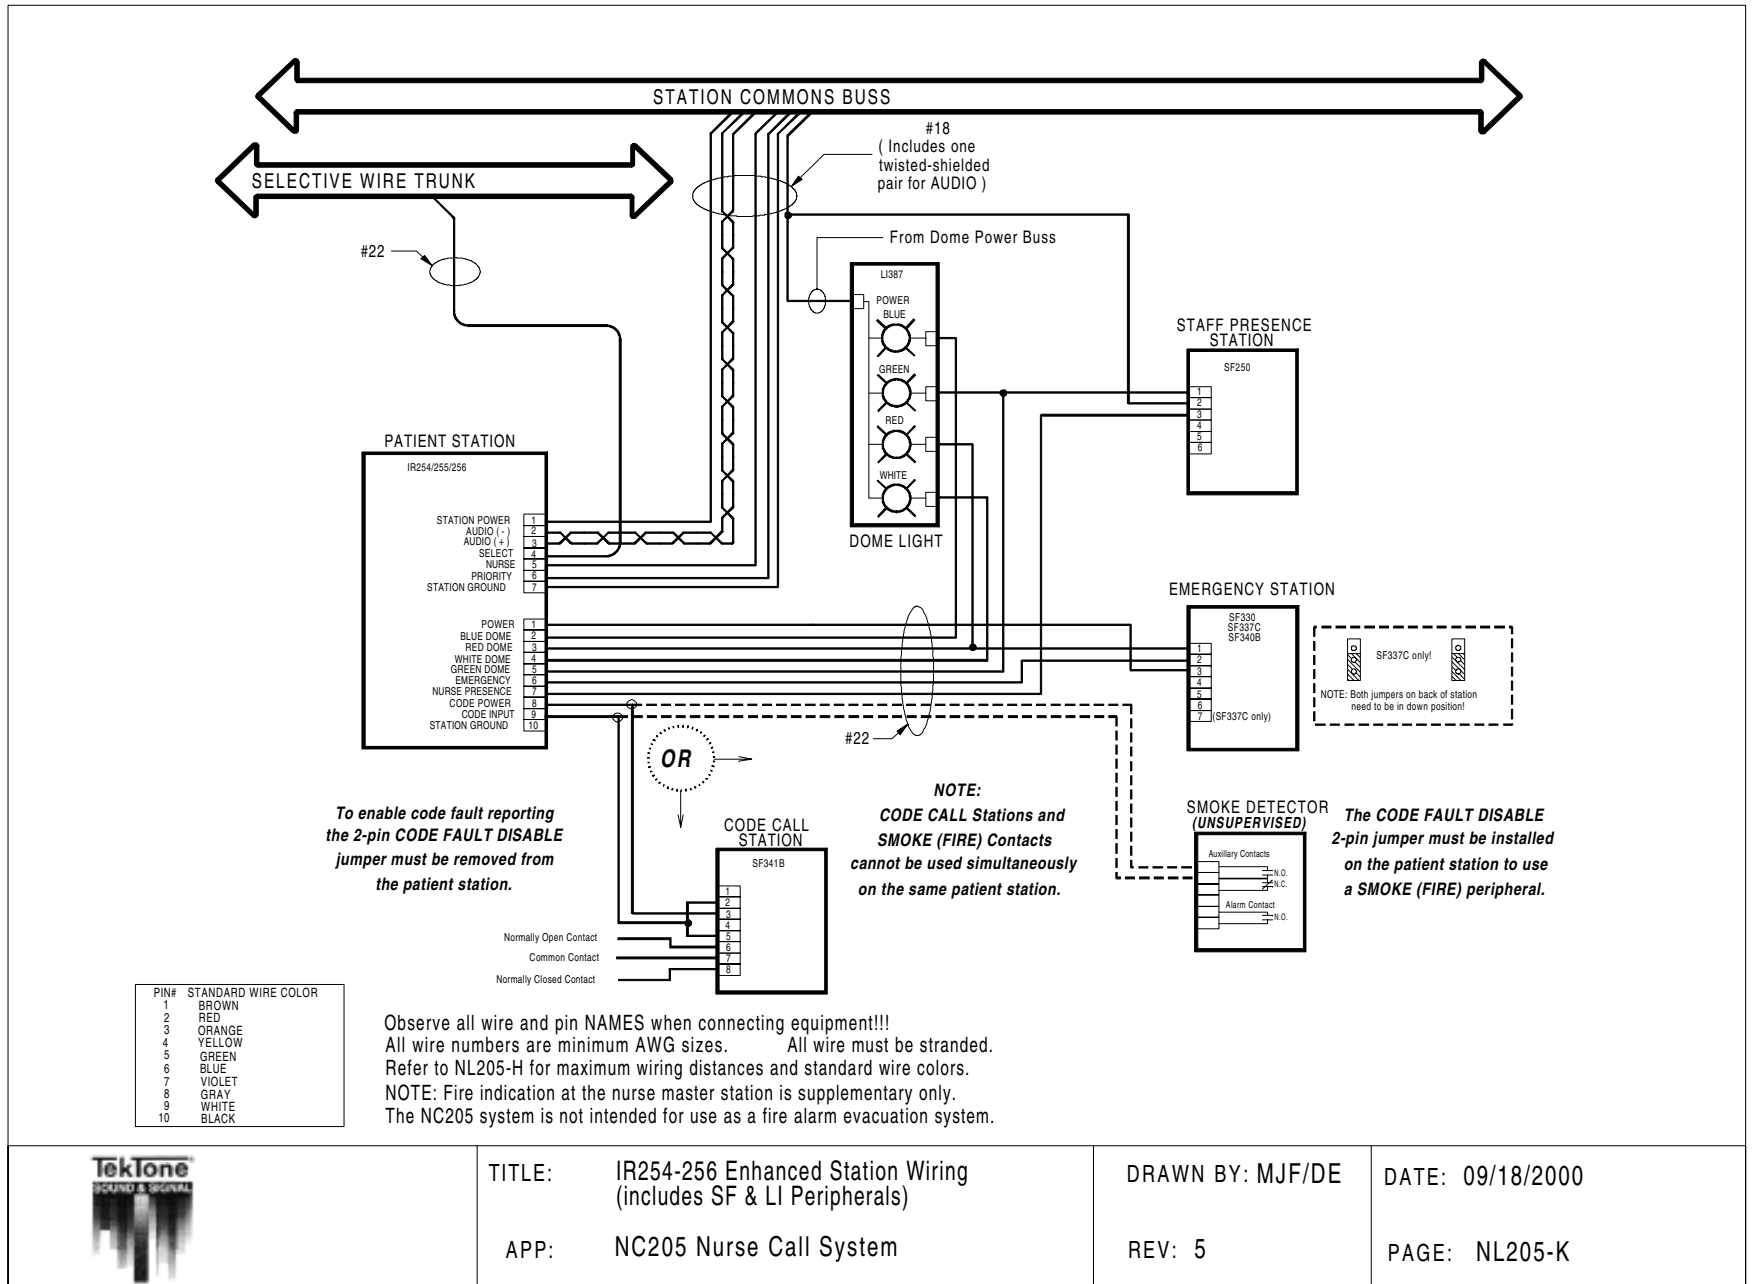 STATION COMMONS BUSS
#18
( Includes one
twisted-shielded
pair for AUDIO )
SELECTIVE WIRE TRUNK
#22
From Dome Power Buss
LI387
POWER
BLUE
GREEN
RED
WHITE
DOME LIGHT
STAFF PRESENCE
STATION
SF250
1
2
3
4
5
6
PATIENT STATION
IR254/255/256
STATION POWER 1
AUDIO ( - ) 2
AUDIO ( + ) 3
SELECT 4
NURSE 5
PRIORITY 6
STATION GROUND 7
POWER 1
BLUE DOME 2
RED DOME 3
WHITE DOME 4
GREEN DOME 5
EMERGENCY 6
NURSE PRESENCE 7
CODE POWER 8
CODE INPUT 9
STATION GROUND 10
EMERGENCY STATION
SF330
SF337C
SF340B
1
2
3
4
5
6
7 (SF337C only)
SF337C only!
NOTE: Both jumpers on back of station
need to be in down position!
#22
OR
To enable code fault reporting
the 2-pin CODE FAULT DISABLE
jumper must be removed from
the patient station.
CODE CALL
STATION
SF341B
1
2
3
4
5
6
7
8
Normally Open Contact
Common Contact
Normally Closed Contact
NOTE:
CODE CALL Stations and
SMOKE (FIRE) Contacts
cannot be used simultaneously
on the same patient station.
SMOKE DETECTOR
(UNSUPERVISED)
Auxillary Contacts
N.O.
N.C.
Alarm Contact
N.O.
The CODE FAULT DISABLE
2-pin jumper must be installed
on the patient station to use
a SMOKE (FIRE) peripheral.
PIN# STANDARD WIRE COLOR
1 BROWN
2 RED
3 ORANGE
4 YELLOW
5 GREEN
6 BLUE
7 VIOLET
8 GRAY
9 WHITE
10 BLACK
Observe all wire and pin NAMES when connecting equipment!!!
All wire numbers are minimum AWG sizes. All wire must be stranded.
Refer to NL205-H for maximum wiring distances and standard wire colors.
NOTE: Fire indication at the nurse master station is supplementary only.
The NC205 system is not intended for use as a fire alarm evacuation system.
TekTone
SOUND & SIGNAL
TITLE: IR254-256 Enhanced Station Wiring
(includes SF & LI Peripherals)
APP: NC205 Nurse Call System
DRAWN BY: MJF/DE
REV: 5
DATE: 09/18/2000
PAGE: NL205-K